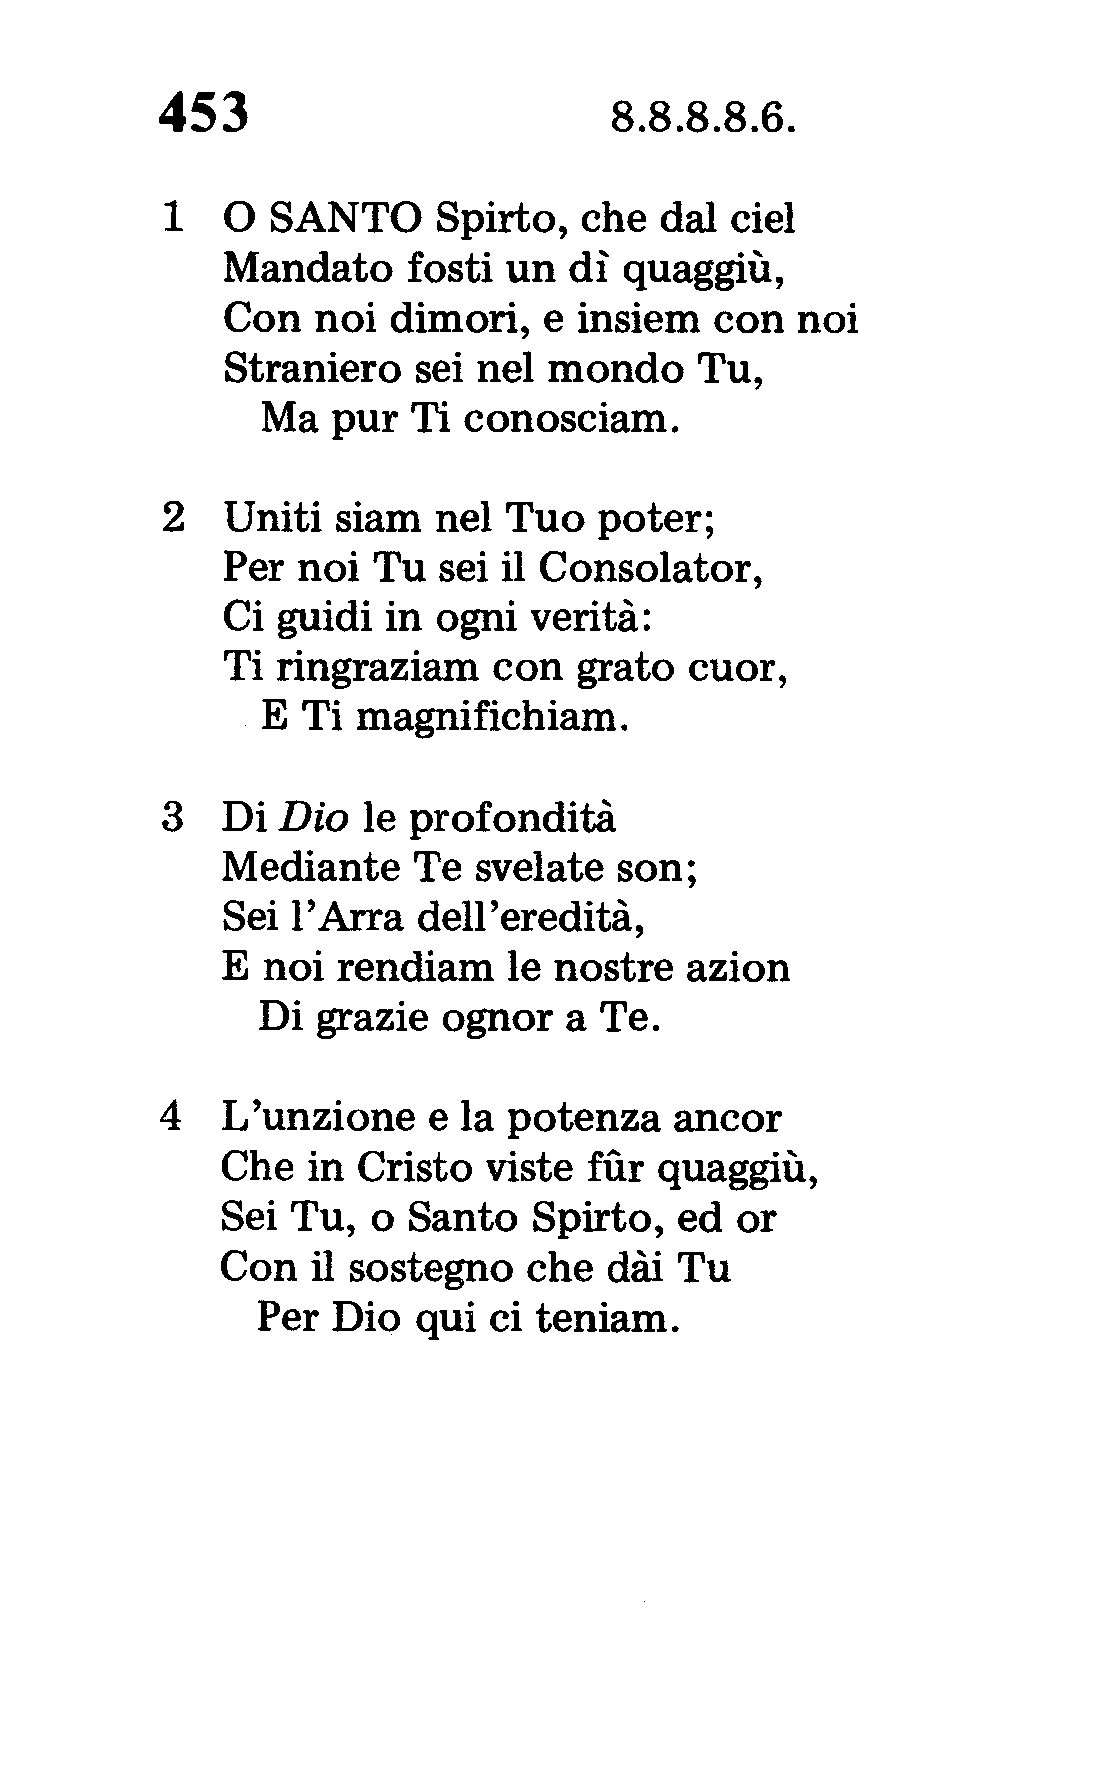 453 8.8.8.8.6.
1 O SANTO Spirto, che dal ciel
Mandato fosti un dì quaggiù,
Con noi dimori, e insiem con noi
Straniero sei nel mondo Tu,
Ma pur Ti conosciam.
2 Uniti siam nel Tuo poter;
Per noi Tu sei il Consolator,
Ci guidi in ogni verità:
Ti ringraziam con grato cuor,
E Ti magnifichiam.
3 Di Dio le profondità
Mediante Te svelate son;
Sei l'Arra dell'eredità,
E noi rendiam le nostre azion
Di grazie ognor a Te.
4 L'unzione e la potenza ancor
Che in Cristo viste fûr quaggiù,
Sei Tu, o Santo Spirto, ed or
Con il sostegno che dài Tu
Per Dio qui ci teniam.